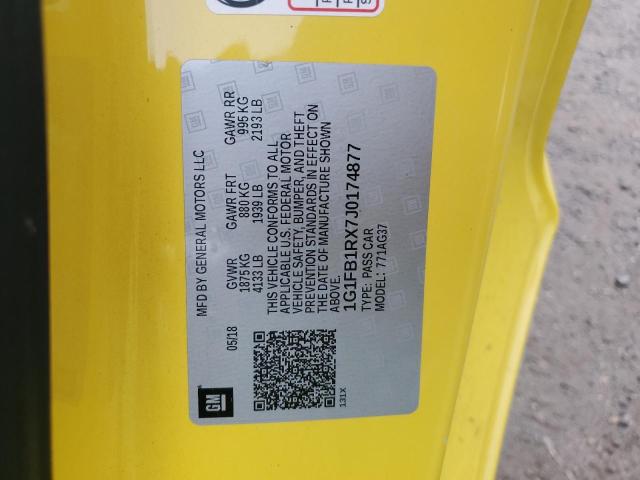 MFD BY GENERAL MOTORS LLC
05/18
GVWR GAWR FRT GAWR RR
1875 KG 880 KG 995 KG
4133 LB 1939 LB 2193 LB
THIS VEHICLE CONFORMS TO ALL
APPLICABLE U.S. FEDERAL MOTOR
VEHICLE SAFETY, BUMPER, AND THEFT
PREVENTION STANDARDS IN EFFECT ON
THE DATE OF MANUFACTURE SHOWN
ABOVE.
1G1FB1RX7J0174877
TYPE: PASS CAR
MODEL: 771AG37
GM
131X